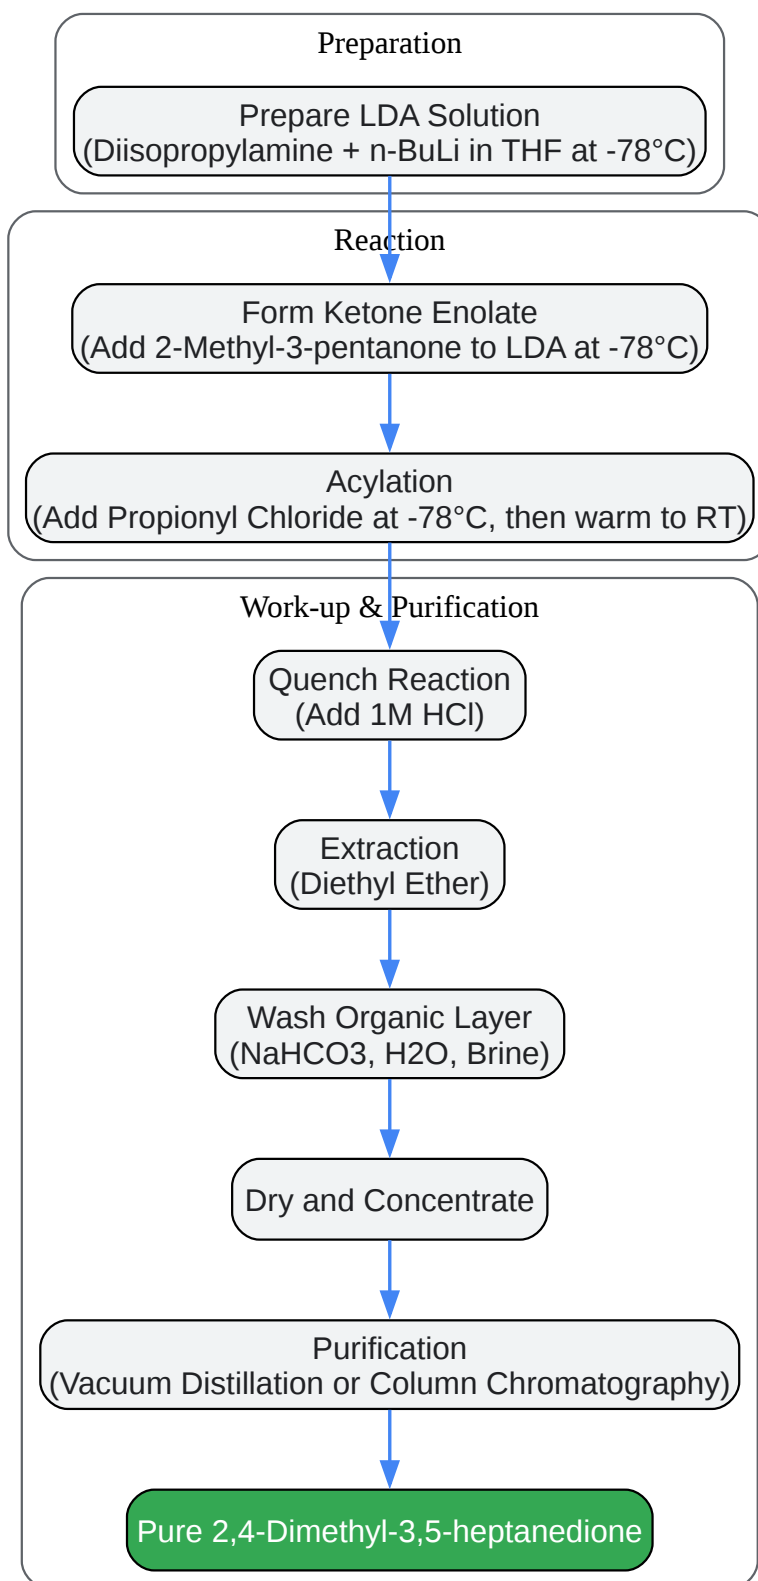 Preparation
Prepare LDA Solution
(Diisopropylamine + n-BuLi in THF at -78°C)
Reaction
Form Ketone Enolate
(Add 2-Methyl-3-pentanone to LDA at -78°C)
Acylation
(Add Propionyl Chloride at -78°C, then warm to RT)
Work-up & Purification
Quench Reaction
(Add 1M HCl)
Extraction
(Diethyl Ether)
Wash Organic Layer
(NaHCO3, H2O, Brine)
Dry and Concentrate
Purification
(Vacuum Distillation or Column Chromatography)
Pure 2,4-Dimethyl-3,5-heptanedione